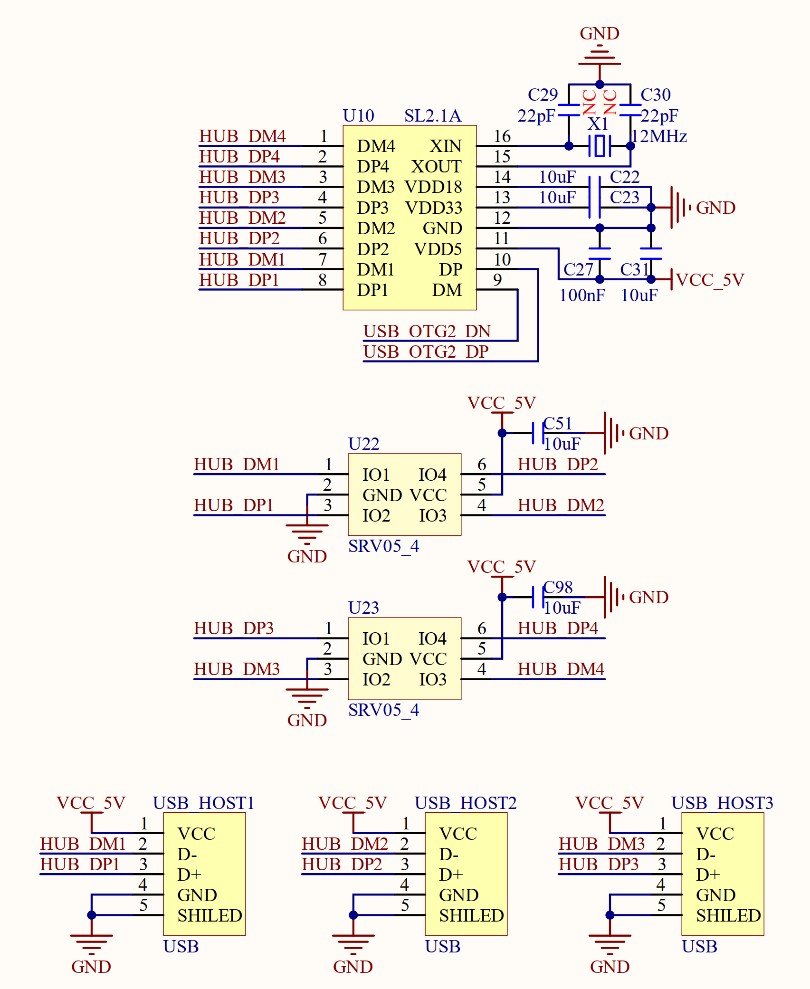 GND
C29 NC NC C30
22pF 22pF
X1
12MHz
U10 SL2.1A
HUB_DM4 1 DM4 XIN 16
HUB_DP4 2 DP4 XOUT 15
HUB_DM3 3 DM3 VDD18 14 10uF C22
HUB_DP3 4 DP3 VDD33 13 10uF C23 GND
HUB_DM2 5 DM2 GND 12
HUB_DP2 6 DP2 VDD5 11
HUB_DM1 7 DM1 DP 10 C27 C31
HUB_DP1 8 DP1 DM 9 100nF 10uF VCC_5V
USB_OTG2_DN
USB_OTG2_DP
VCC_5V
C51 GND
10uF
U22
HUB_DM1 1 IO1 IO4 6 HUB_DP2
2 GND VCC 5
HUB_DP1 3 IO2 IO3 4 HUB_DM2
SRV05_4
GND
VCC_5V
C98 GND
10uF
U23
HUB_DP3 1 IO1 IO4 6 HUB_DP4
2 GND VCC 5
HUB_DM3 3 IO2 IO3 4 HUB_DM4
SRV05_4
GND
VCC_5V USB_HOST1
1 VCC
HUB_DM1 2 D-
HUB_DP1 3 D+
4 GND
5 SHILED
USB
GND
VCC_5V USB_HOST2
1 VCC
HUB_DM2 2 D-
HUB_DP2 3 D+
4 GND
5 SHILED
USB
GND
VCC_5V USB_HOST3
1 VCC
HUB_DM3 2 D-
HUB_DP3 3 D+
4 GND
5 SHILED
USB
GND